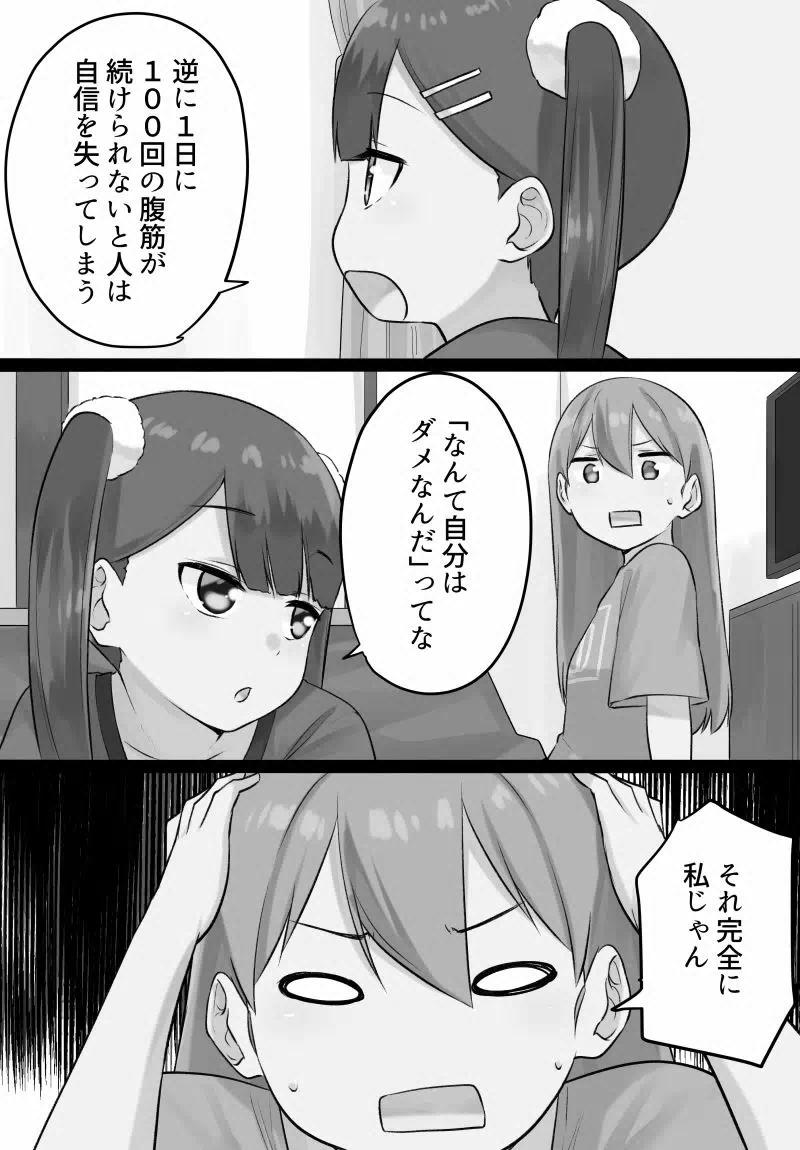 逆に1日に
100回の腹筋が
続けられないと人は
自信を失ってしまう
「なんて自分は
ダメなんだ」ってな
それ完全に
私じゃん